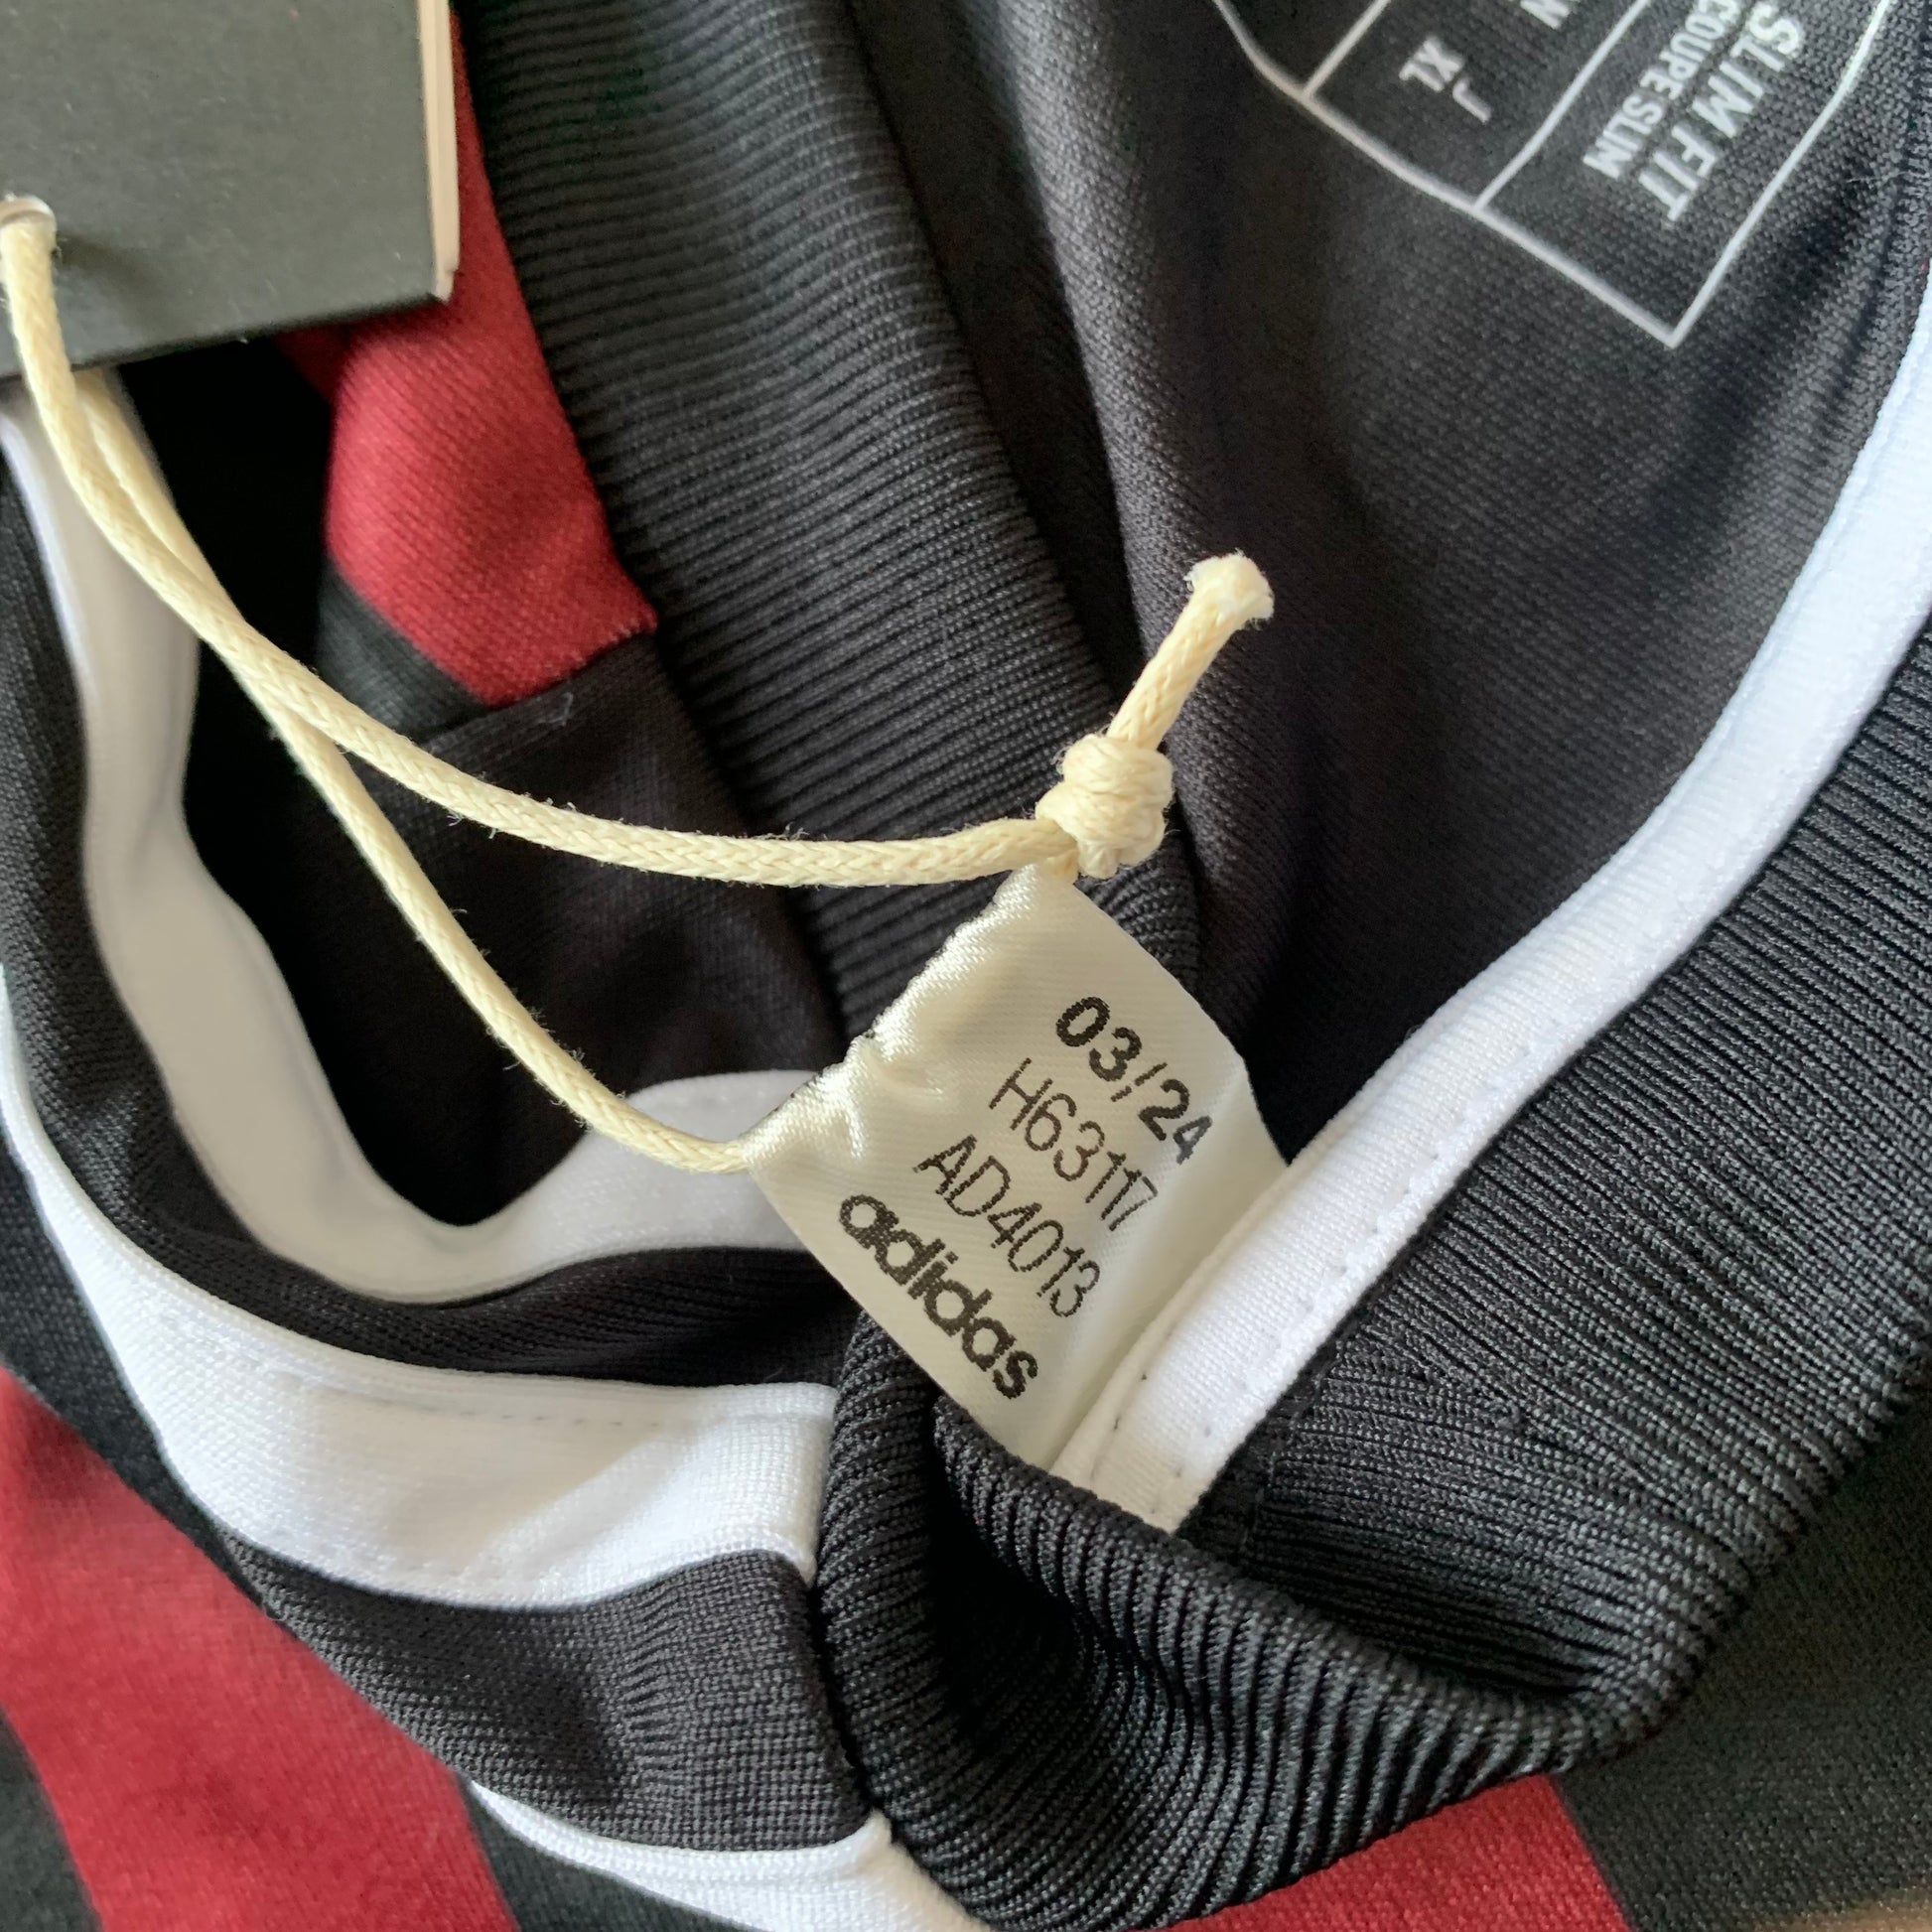 SLIM FIT
COUPE SLIM
J
XL
03/24
H63117
AD4013
adidas